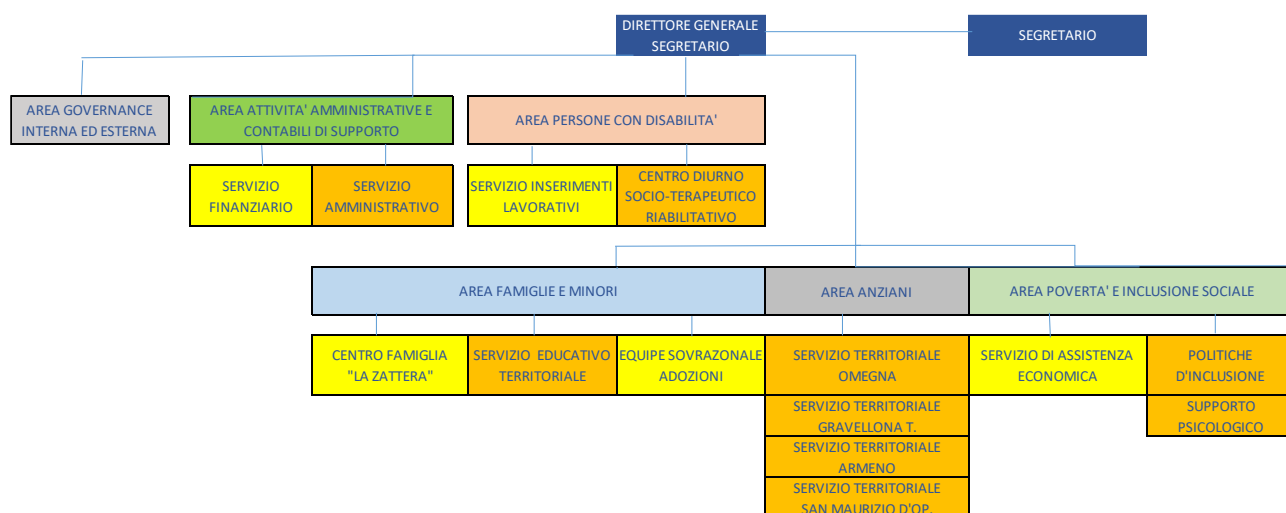 DIRETTORE GENERALE
SEGRETARIO
SEGRETARIO
AREA GOVERNANCE
INTERNA ED ESTERNA
AREA ATTIVITA' AMMINISTRATIVE E
CONTABILI DI SUPPORTO
AREA PERSONE CON DISABILITA'
SERVIZIO
FINANZIARIO
SERVIZIO
AMMINISTRATIVO
SERVIZIO INSERIMENTI
LAVORATIVI
CENTRO DIURNO
SOCIO-TERAPEUTICO
RIABILITATIVO
AREA FAMIGLIE E MINORI
AREA ANZIANI
AREA POVERTA' E INCLUSIONE SOCIALE
CENTRO FAMIGLIA
"LA ZATTERA"
SERVIZIO EDUCATIVO
TERRITORIALE
EQUIPE SOVRAZONALE
ADOZIONI
SERVIZIO TERRITORIALE
OMEGNA
SERVIZIO DI ASSISTENZA
ECONOMICA
POLITICHE
D'INCLUSIONE
SERVIZIO TERRITORIALE
GRAVELLONA T.
SUPPORTO
PSICOLOGICO
SERVIZIO TERRITORIALE
ARMENO
SERVIZIO TERRITORIALE
SAN MAURIZIO D'OP.